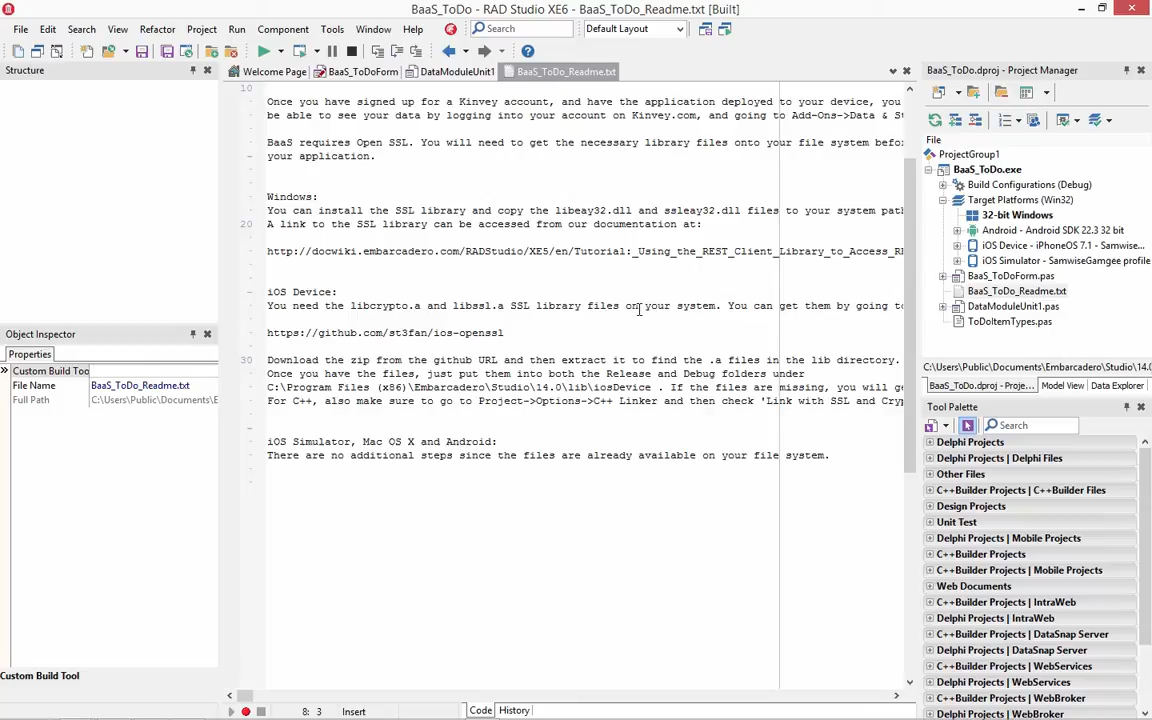 BaaS_ToDo - RAD Studio XE6 - BaaS_ToDo_Readme.txt [Built]
File Edit Search View Refactor Project Run Component Tools Window Help Search Default Layout
Structure
Welcome Page BaaS_ToDoForm DataModuleUnit1 BaaS_ToDo_Readme.txt
10
Once you have signed up for a Kinvey account, and have the application deployed to your device, you
be able to see your data by logging into your account on Kinvey.com, and going to Add-Ons->Data & St
BaaS requires Open SSL. You will need to get the necessary library files onto your file system befor
your application.
Windows:
You can install the SSL library and copy the libeay32.dll and ssleay32.dll files to your system path
20 A link to the SSL library can be accessed from our documentation at:
http://docwiki.embarcadero.com/RADStudio/XE5/en/Tutorial:_Using_the_REST_Client_Library_to_Access_RE
iOS Device:
You need the libcrypto.a and libssl.a SSL library files on your system. You can get them by going to
https://github.com/st3fan/ios-openssl
30 Download the zip from the github URL and then extract it to find the .a files in the lib directory.
Once you have the files, just put them into both the Release and Debug folders under
C:\Program Files (x86)\Embarcadero\Studio\14.0\lib\iosDevice . If the files are missing, you will ge
For C++, also make sure to go to Project->Options->C++ Linker and then check 'Link with SSL and Cryp
iOS Simulator, Mac OS X and Android:
There are no additional steps since the files are already available on your file system.
8: 3 Insert Code History
Object Inspector
Properties
Custom Build Too
File Name BaaS_ToDo_Readme.txt
Full Path C:\Users\Public\Documents\E
Custom Build Tool
BaaS_ToDo.dproj - Project Manager
File
ProjectGroup1
BaaS_ToDo.exe
Build Configurations (Debug)
Target Platforms (Win32)
32-bit Windows
Android - Android SDK 22.3 32 bit
iOS Device - iPhoneOS 7.1 - Samwise...
iOS Simulator - SamwiseGamgee profile
BaaS_ToDoForm.pas
BaaS_ToDo_Readme.txt
DataModuleUnit1.pas
ToDoItemTypes.pas
C:\Users\Public\Documents\Embarcadero\Studio\14.0
BaaS_ToDo.dproj - Proje... Model View Data Explorer
Tool Palette
Search
Delphi Projects
Delphi Projects | Delphi Files
Other Files
C++Builder Projects | C++Builder Files
Design Projects
Unit Test
Delphi Projects | Mobile Projects
C++Builder Projects
C++Builder Projects | Mobile Projects
Web Documents
C++Builder Projects | IntraWeb
Delphi Projects | IntraWeb
C++Builder Projects | DataSnap Server
Delphi Projects | DataSnap Server
C++Builder Projects | WebServices
Delphi Projects | WebServices
C++Builder Projects | WebBroker
Delphi Projects | WebBroker